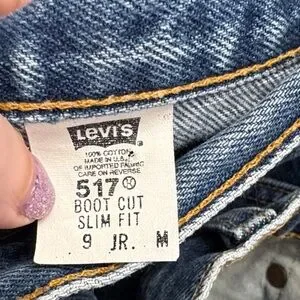 Levi's
100% COTTON
MADE IN U.S.A.
OF IMPORTED FABRIC
CARE ON REVERSE
517®
BOOT CUT
SLIM FIT
9 JR. M